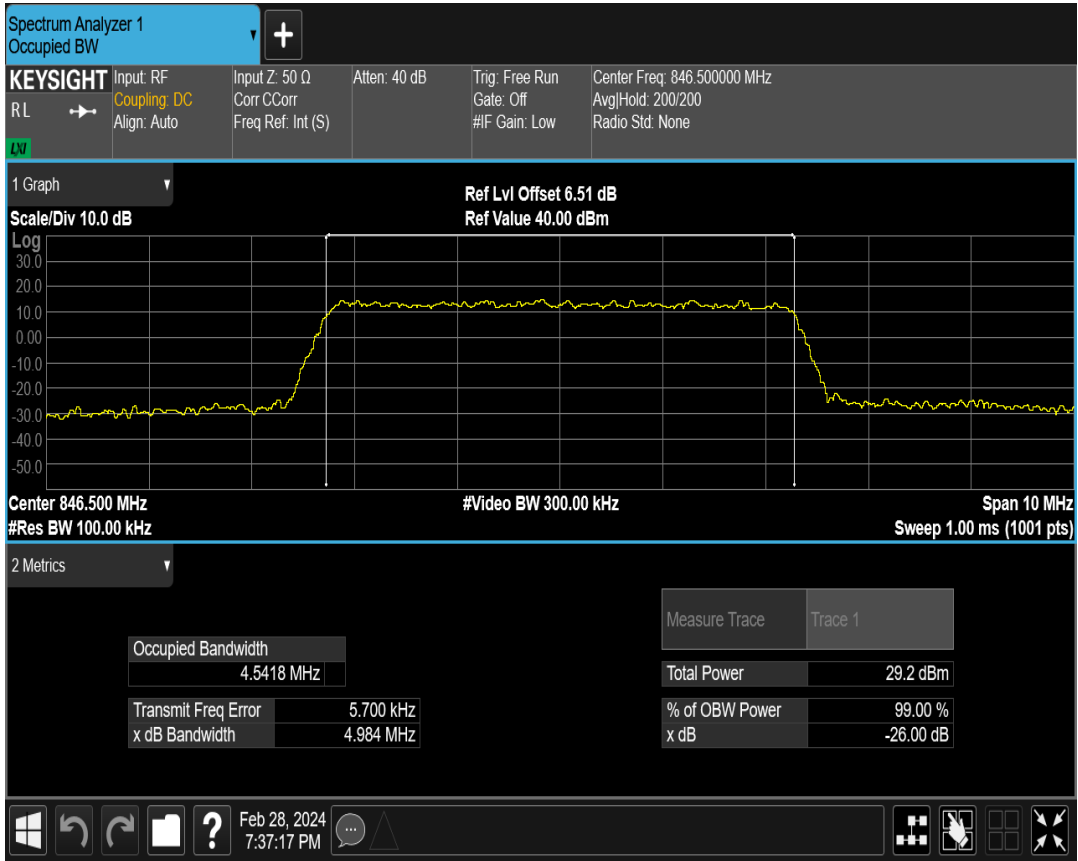 Spectrum Analyzer 1
Occupied BW
KEYSIGHT
R L
LXI
Input: RF
Coupling: DC
Align: Auto
Input Z: 50 Ω
Corr CCorr
Freq Ref: Int (S)
Atten: 40 dB
Trig: Free Run
Gate: Off
#IF Gain: Low
Center Freq: 846.500000 MHz
Avg|Hold: 200/200
Radio Std: None
1 Graph
Scale/Div 10.0 dB
Ref Lvl Offset 6.51 dB
Ref Value 40.00 dBm
Log
30.0
20.0
10.0
0.00
-10.0
-20.0
-30.0
-40.0
-50.0
Center 846.500 MHz
#Video BW 300.00 kHz
Span 10 MHz
#Res BW 100.00 kHz
Sweep 1.00 ms (1001 pts)
2 Metrics
Measure Trace Trace 1
Occupied Bandwidth
4.5418 MHz
Total Power 29.2 dBm
Transmit Freq Error 5.700 kHz
% of OBW Power 99.00 %
x dB Bandwidth 4.984 MHz
x dB -26.00 dB
?
Feb 28, 2024
7:37:17 PM